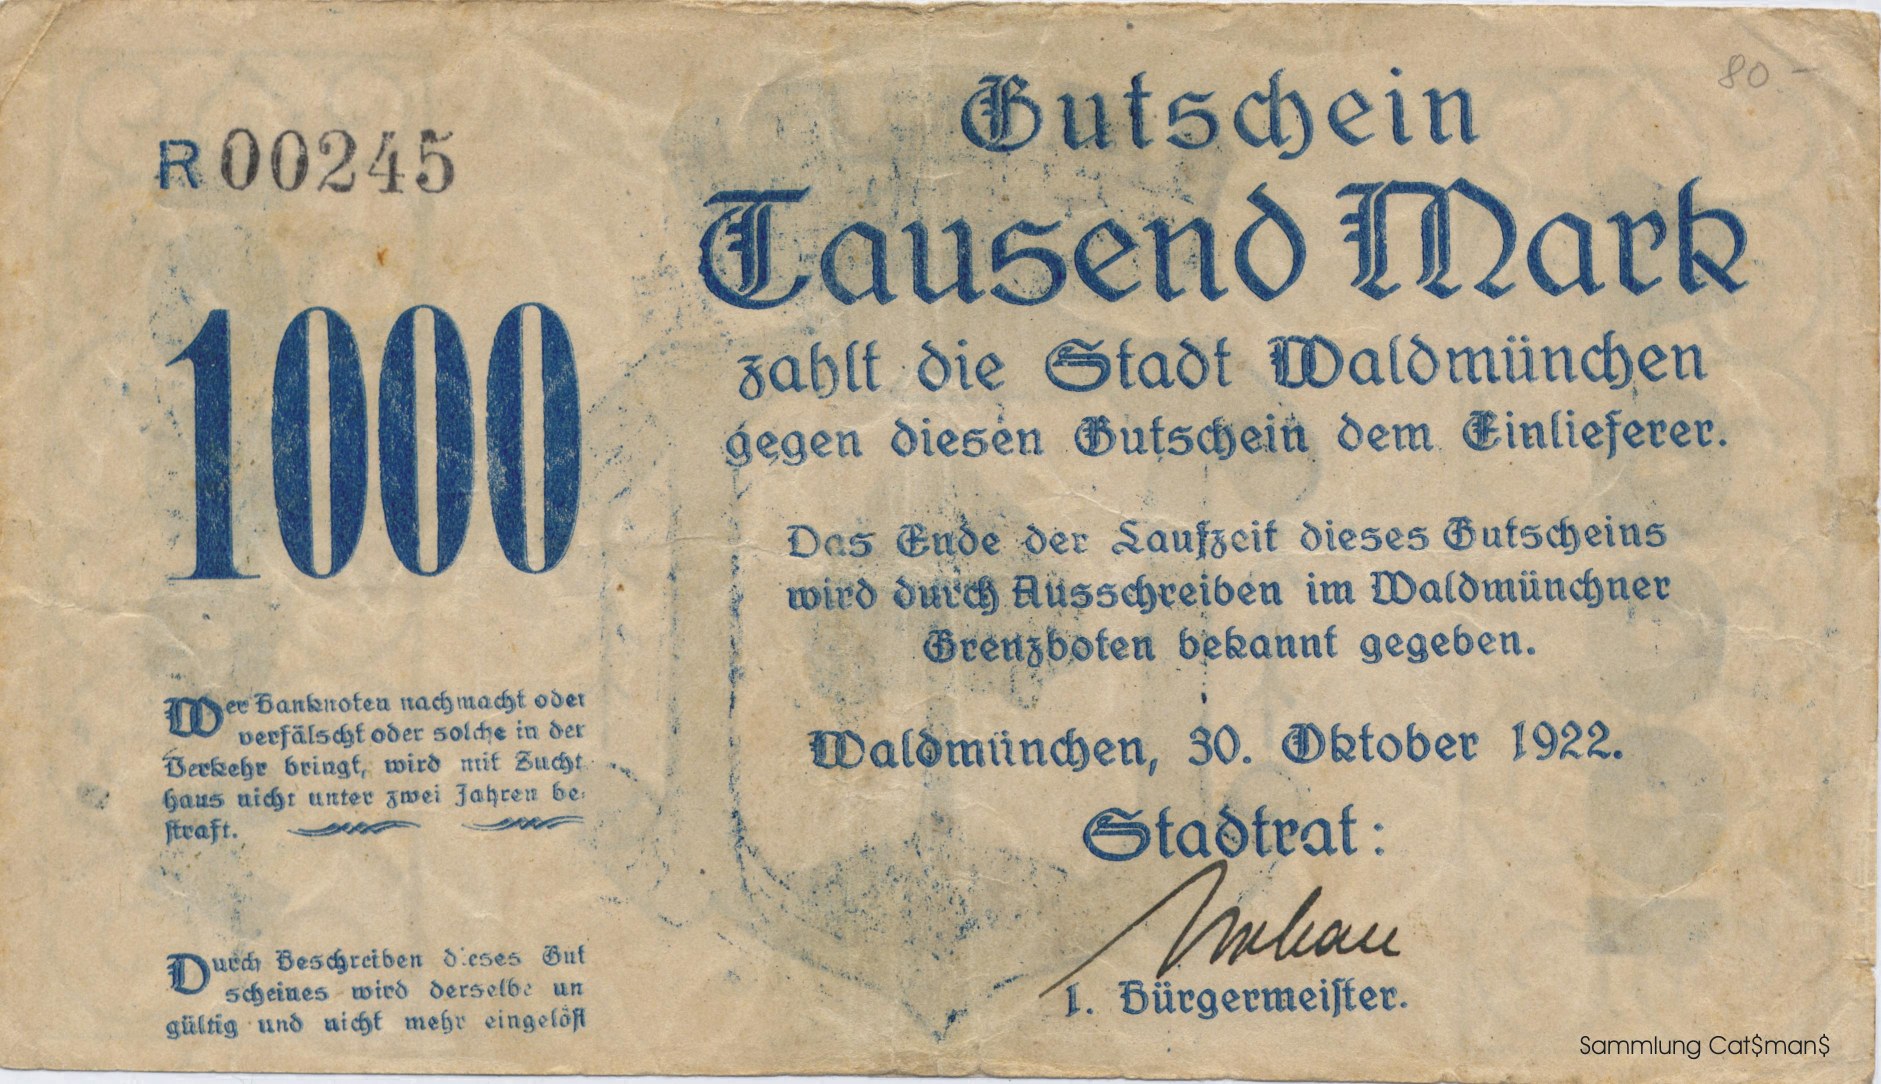 80 -
R 00245
Gutschein
Tausend Mark
zahlt die Stadt Waldmünchen
gegen diesen Gutschein dem Einlieferer.
1000
Das Ende der Laufzeit dieses Gutscheins
wird durch Ausschreiben im Waldmünchner
Grenzboten bekannt gegeben.
Waldmünchen, 30. Oktober 1922.
Stadtrat:
I. Bürgermeister.
Wer Banknoten nachmacht oder
verfälscht oder solche in der
Verkehr bringt, wird mit Zucht
haus nicht unter zwei Jahren be-
straft.
Durch Beschreiben dieses Gut
scheines wird derselbe un
gültig und nicht mehr eingelöst
Sammlung Cat$man$